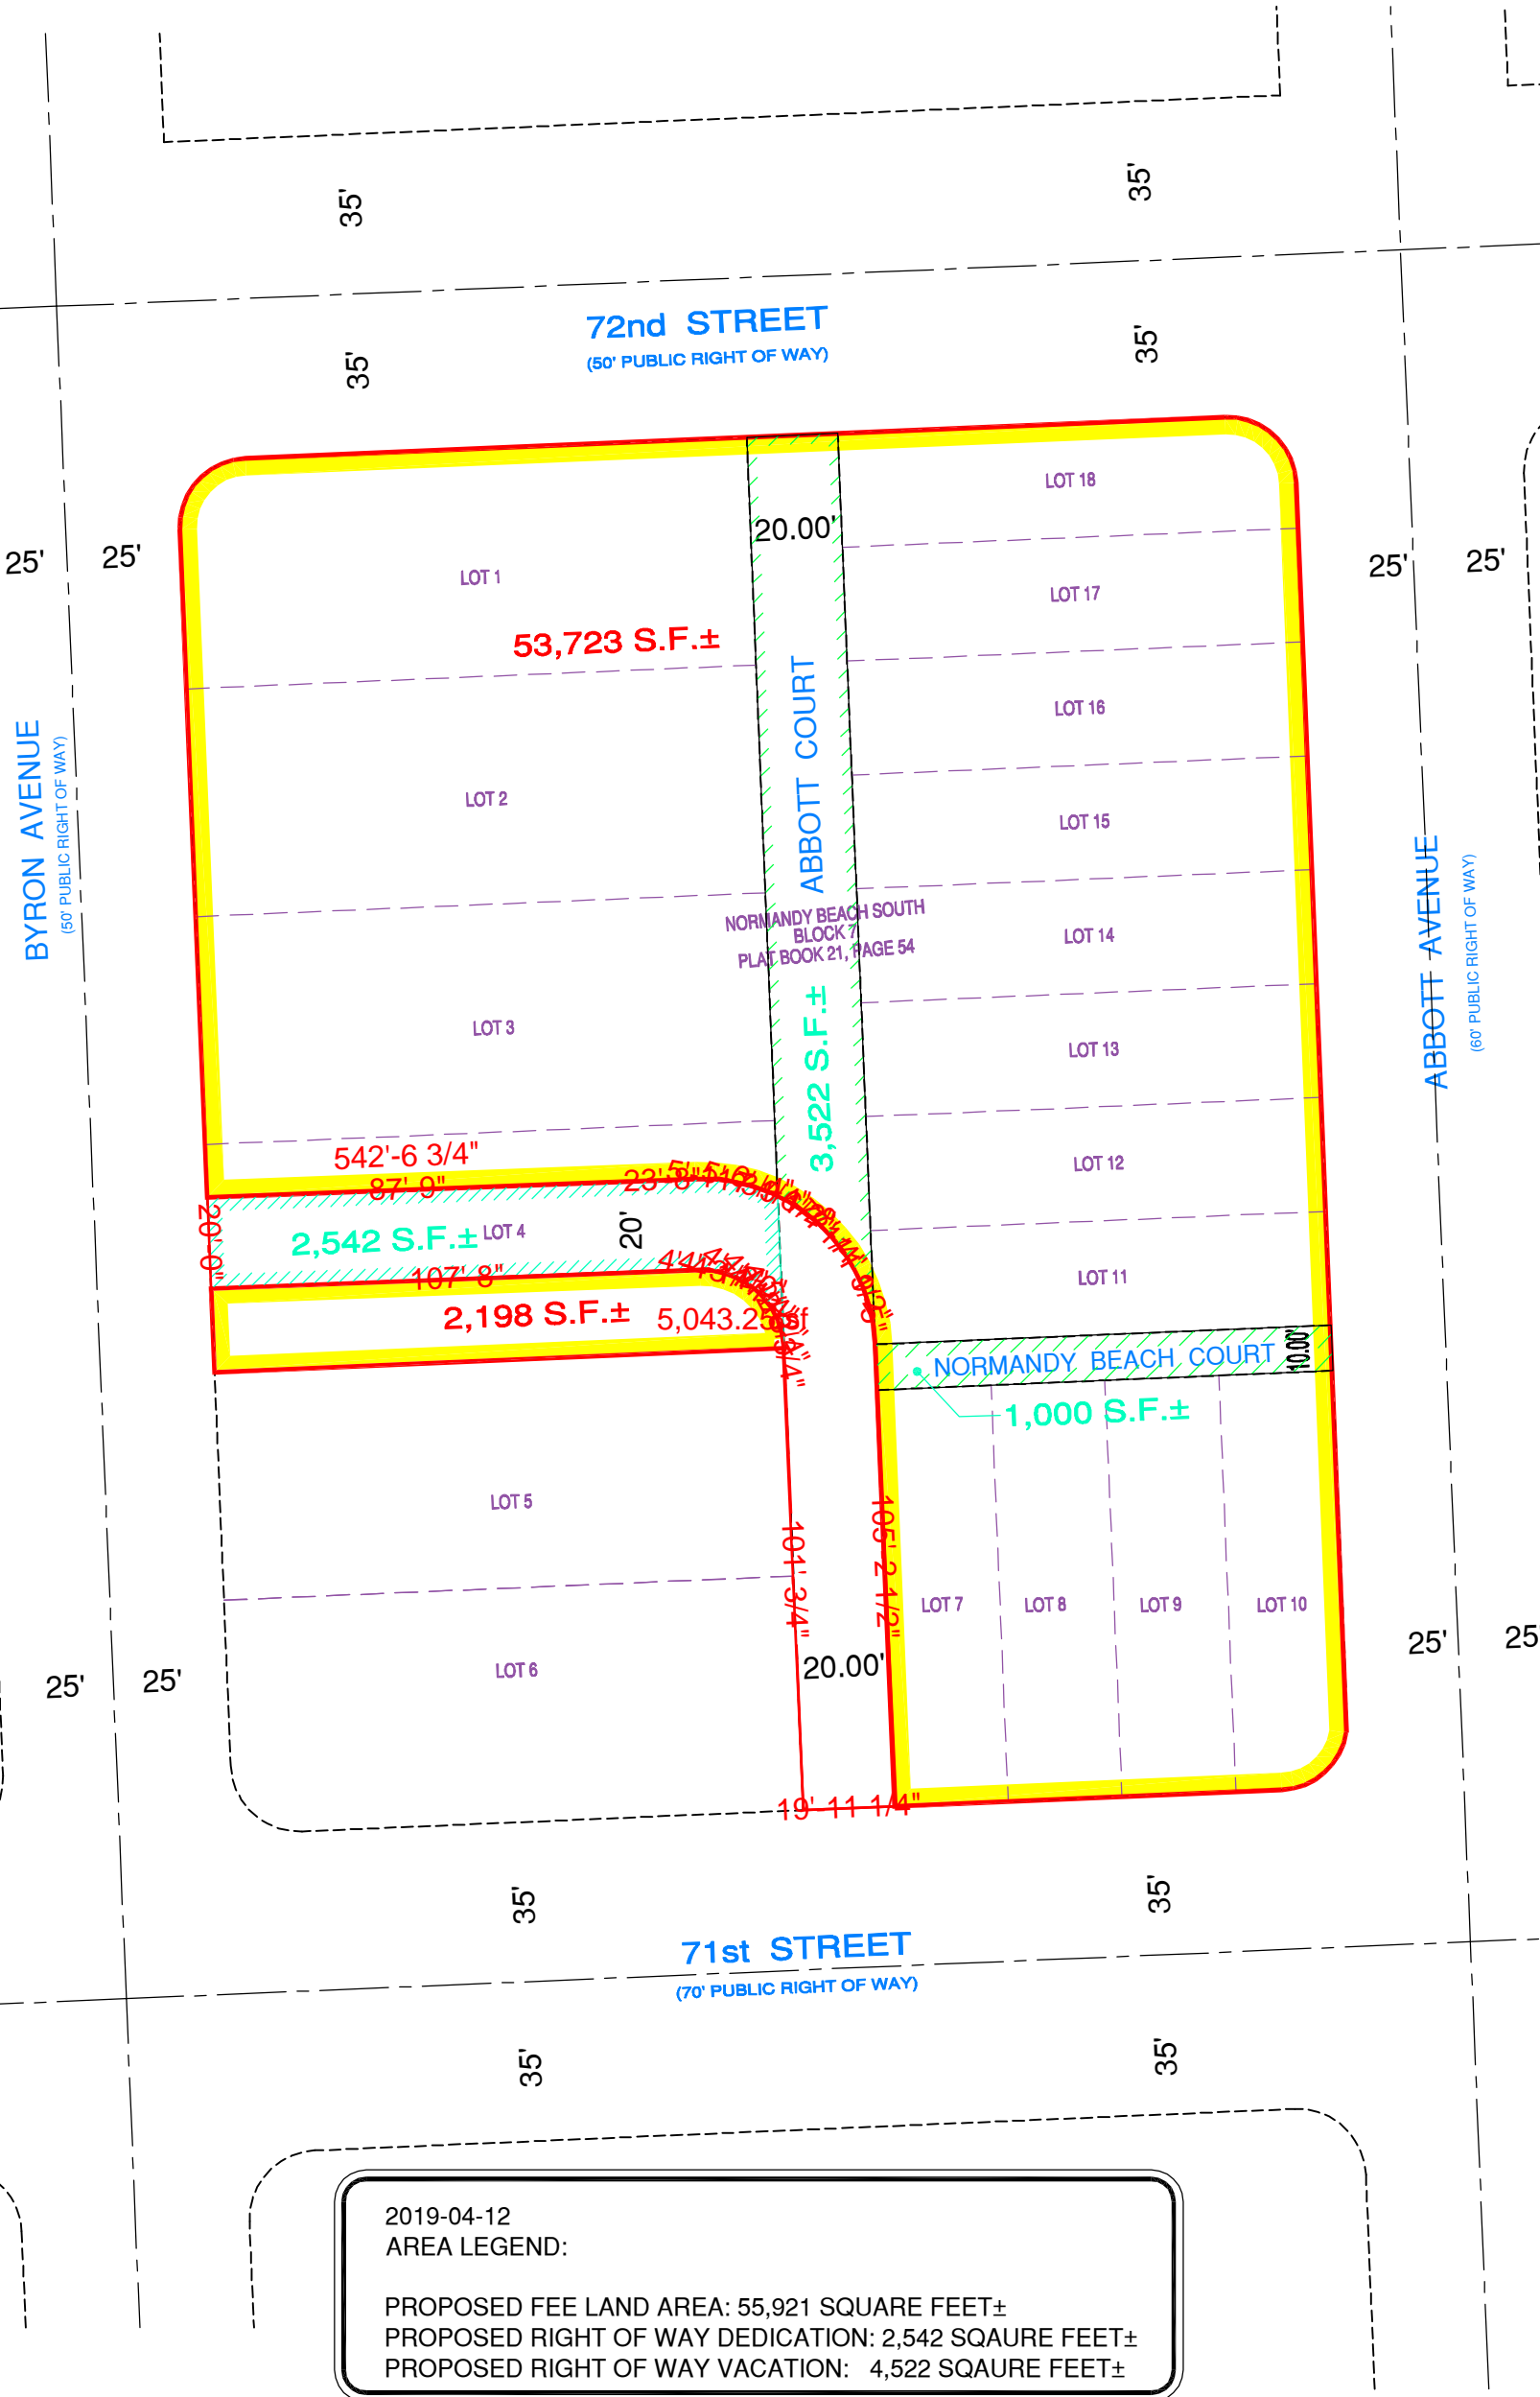 35'
35'
72nd STREET
(50' PUBLIC RIGHT OF WAY)
35'
35'
LOT 18
20.00'
25'
25'
25'
25'
LOT 1
LOT 17
53,723 S.F.±
ABBOTT COURT
LOT 16
BYRON AVENUE
(50' PUBLIC RIGHT OF WAY)
LOT 2
LOT 15
ABBOTT AVENUE
(60' PUBLIC RIGHT OF WAY)
NORMANDY BEACH SOUTH
BLOCK 7
PLAT BOOK 21, PAGE 54
LOT 14
LOT 3
3,522 S.F.±
LOT 13
542'-6 3/4"
87' 9"
LOT 12
20'-0"
2,542 S.F.±
LOT 4
20'
107' 8"
LOT 11
2,198 S.F.±
5,043.25 sf
NORMANDY BEACH COURT
10.00'
1,000 S.F.±
LOT 5
101' 3/4"
105' 2 1/2"
LOT 7
LOT 8
LOT 9
LOT 10
LOT 6
20.00'
25'
25'
25'
25
19' 11 1/4"
35'
35'
71st STREET
(70' PUBLIC RIGHT OF WAY)
35'
35'
2019-04-12
AREA LEGEND:
PROPOSED FEE LAND AREA: 55,921 SQUARE FEET±
PROPOSED RIGHT OF WAY DEDICATION: 2,542 SQAURE FEET±
PROPOSED RIGHT OF WAY VACATION: 4,522 SQAURE FEET±